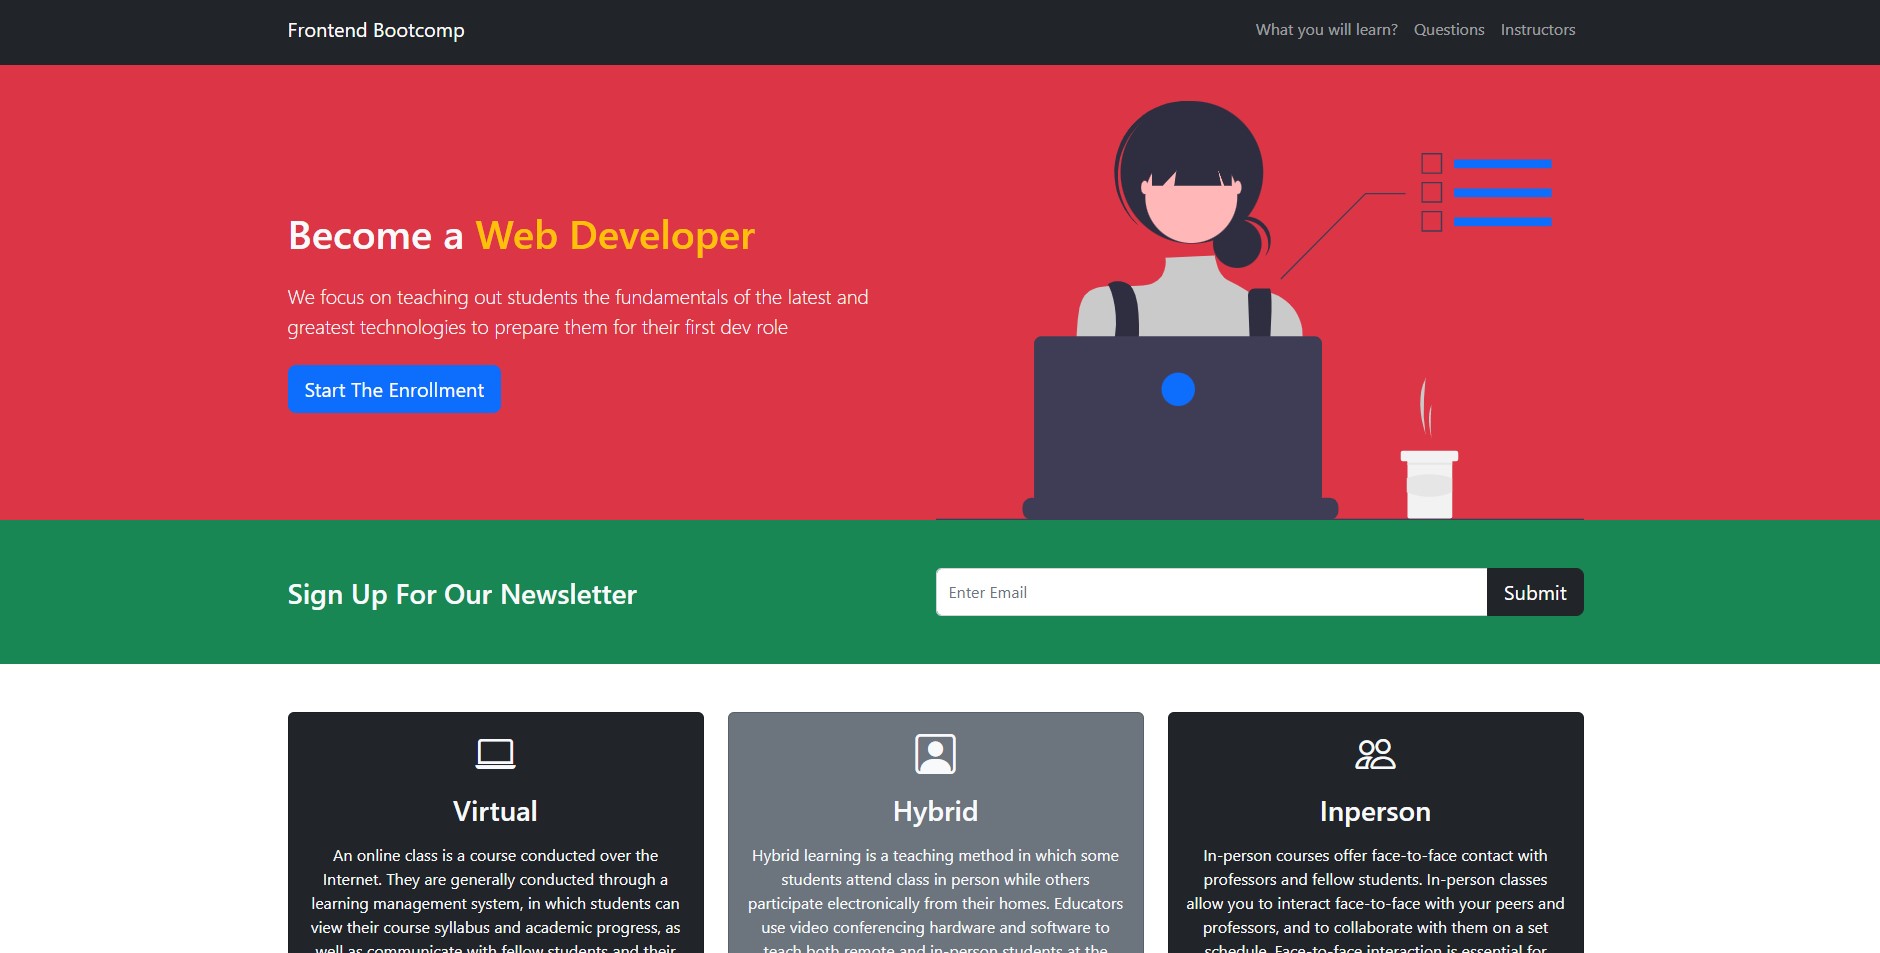 Frontend Bootcomp
What you will learn? Questions Instructors
Become a Web Developer
We focus on teaching out students the fundamentals of the latest and
greatest technologies to prepare them for their first dev role
Start The Enrollment
Sign Up For Our Newsletter
Enter Email
Submit
Virtual
An online class is a course conducted over the
Internet. They are generally conducted through a
learning management system, in which students can
view their course syllabus and academic progress, as
well as communicate with fellow students and their
Hybrid
Hybrid learning is a teaching method in which some
students attend class in person while others
participate electronically from their homes. Educators
use video conferencing hardware and software to
teach both remote and in-person students at the
Inperson
In-person courses offer face-to-face contact with
professors and fellow students. In-person classes
allow you to interact face-to-face with your peers and
professors, and to collaborate with them on a set
schedule. Face-to-face interaction is essential for